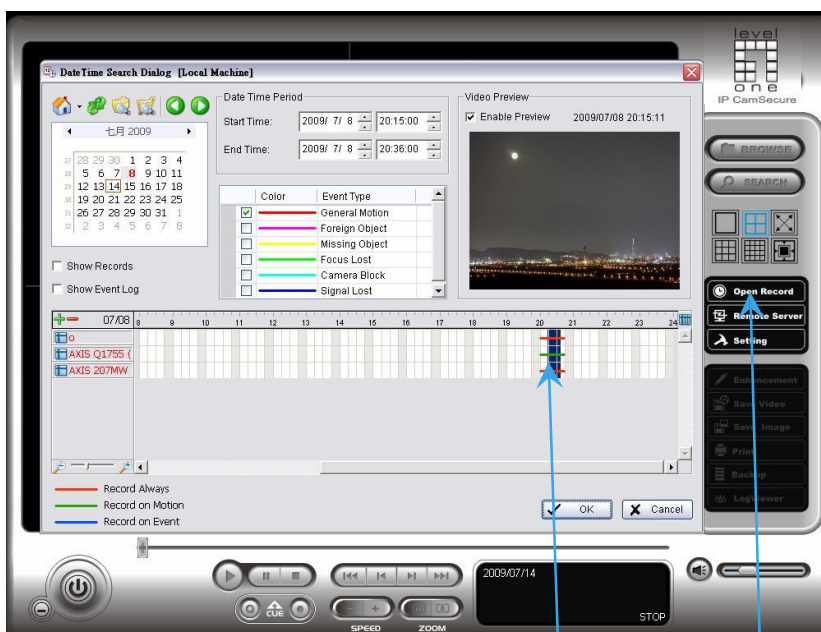 level
one
IP CamSecure
DateTime Search Dialog [Local Machine]
七月 2009
27 28 29 30 1 2 3 4
28 5 6 7 8 9 10 11
29 12 13 14 15 16 17 18
30 19 20 21 22 23 24 25
31 26 27 28 29 30 31 1
32 2 3 4 5 6 7 8
Show Records
Show Event Log
Date Time Period
Start Time: 2009/ 7/ 8 20:15:00
End Time: 2009/ 7/ 8 20:36:00
Color Event Type
General Motion
Foreign Object
Missing Object
Focus Lost
Camera Block
Signal Lost
Video Preview
Enable Preview 2009/07/08 20:15:11
BROWSE
SEARCH
Open Record
Remote Server
Setting
Enhancement
Save Video
Save Image
Print
Backup
LogViewer
07/08 8 9 10 11 12 13 14 15 16 17 18 19 20 21 22 23 24
o
AXIS Q1755 (
AXIS 207MW
Record Always
Record on Motion
Record on Event
OK Cancel
CUE
SPEED ZOOM
2009/07/14
STOP